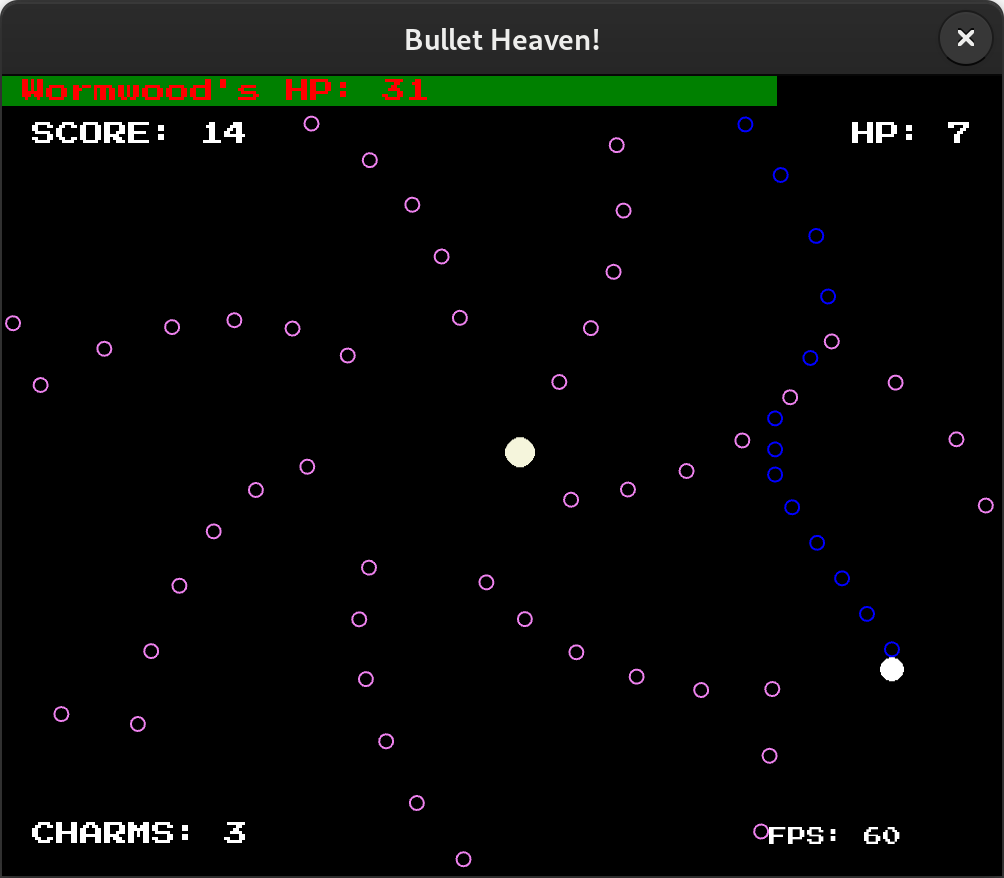 Bullet Heaven!
Wormwood's HP: 31
SCORE: 14
HP: 7
CHARMS: 3
FPS: 60